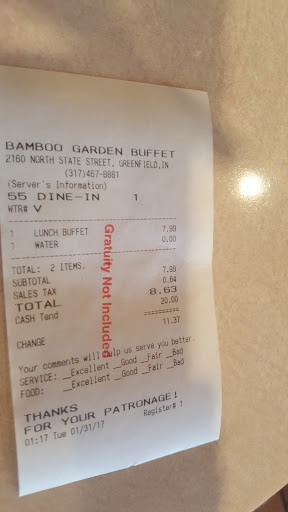 BAMBOO GARDEN BUFFET
2160 NORTH STATE STREET, GREENFIELD,IN
(317)467-8881
(Server's Information)
55 DINE-IN 1
WTR# V
1 LUNCH BUFFET 7.99
1 WATER 0.00
TOTAL: 2 ITEMS.
SUBTOTAL 7.99
SALES TAX 0.64
TOTAL 8.63
CASH Tend 20.00
==========
CHANGE 11.37
Gratuity Not Included
Your comments will help us serve you better.
SERVICE: __Excellent __Good __Fair __Bad
FOOD: __Excellent __Good __Fair __Bad
THANKS
FOR YOUR PATRONAGE!
01:17 Tue 01/31/17 Register# 1